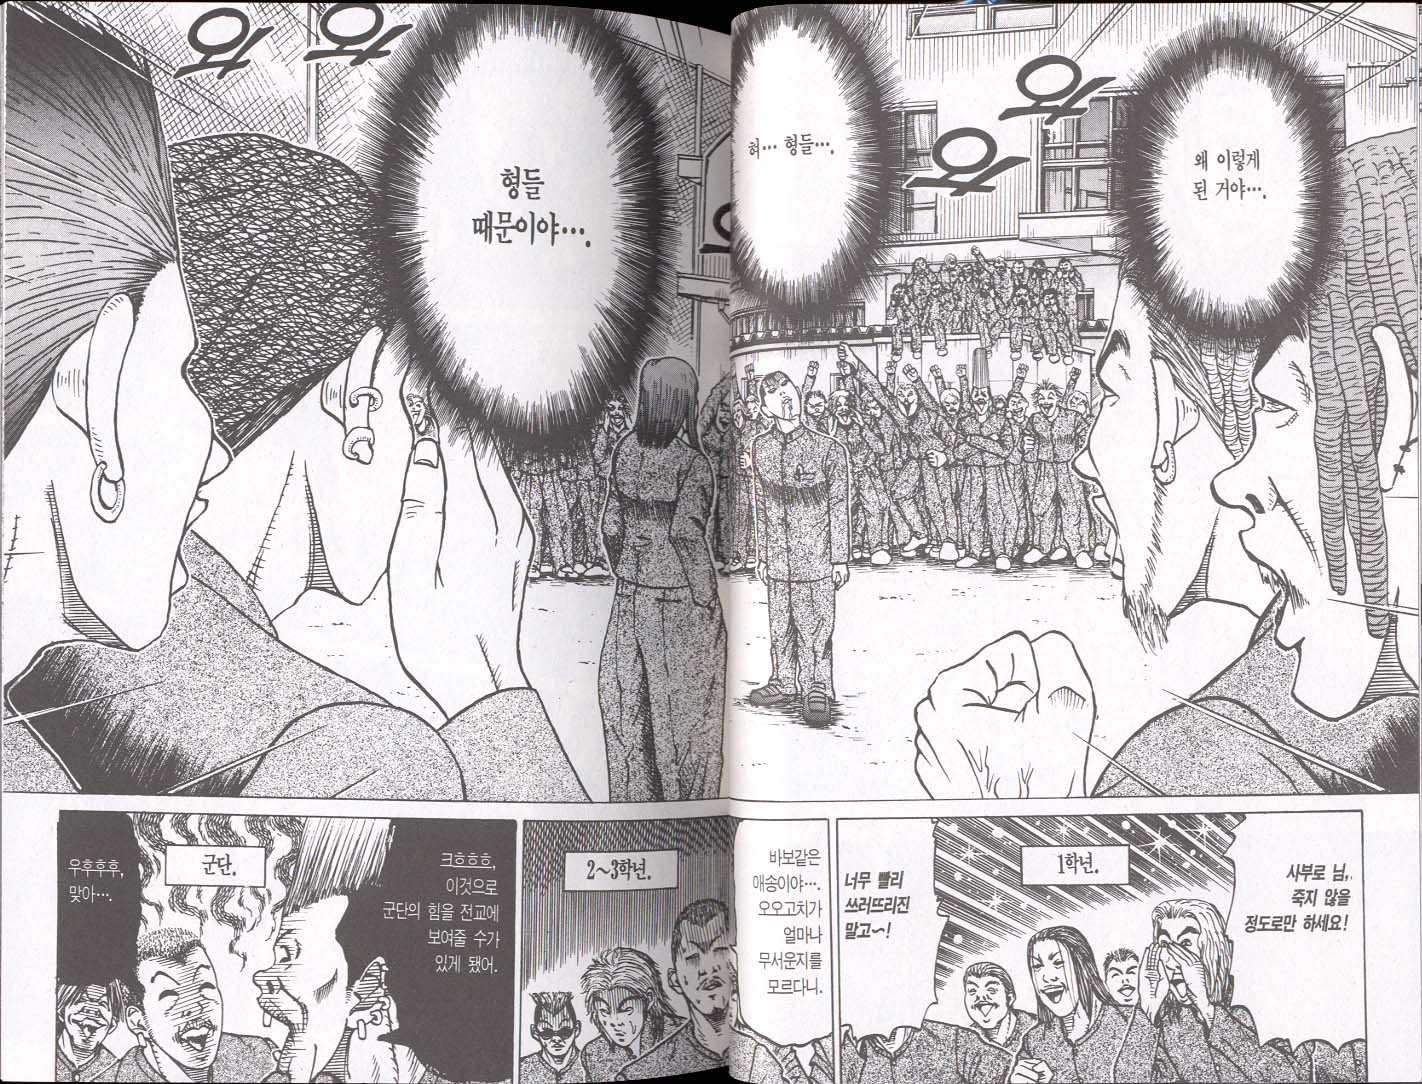 왜 이렇게
된 거야….
혀… 형들….
형들
때문이야….
1학년.
사부로 님,
죽지 않을
정도로만 하세요!
너무 빨리
쓰러뜨리진
말고~!
2~3학년.
바보같은
애송이야….
오오고치가
얼마나
무서운지를
모르다니.
군단.
크흐흐흐,
이것으로
군단의 힘을 전교에
보여줄 수가
있게 됐어.
우후후후,
맞아….